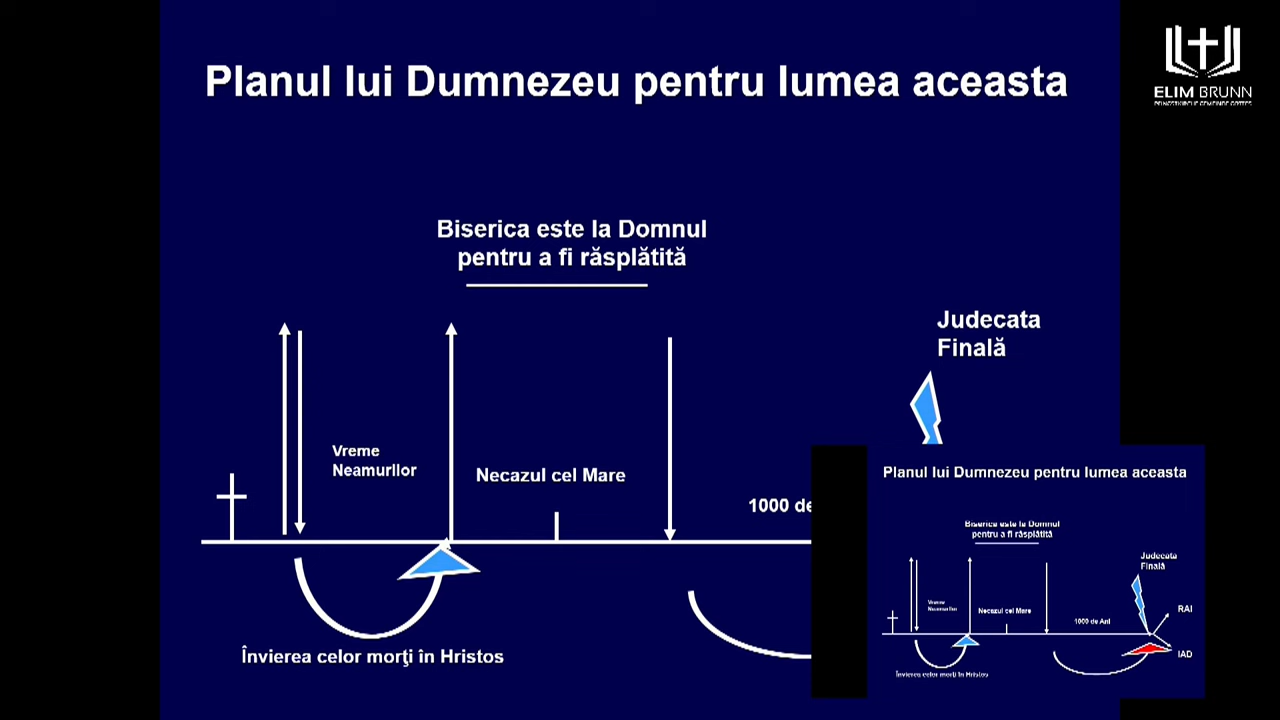 Planul lui Dumnezeu pentru lumea aceasta
ELIM BRUNN
PFINGSTKIRCHE GEMEINDE GOTTES
Biserica este la Domnul
pentru a fi răsplătită
Judecata
Finală
Vreme
Neamurilor
Necazul cel Mare
1000 de
Învierea celor morţi în Hristos
Planul lui Dumnezeu pentru lumea aceasta
Biserica este la Domnul
pentru a fi răsplătită
Judecata
Finală
Vreme
Neamurilor
Necazul cel Mare
1000 de Ani
RAI
IAD
Învierea celor morţi în Hristos